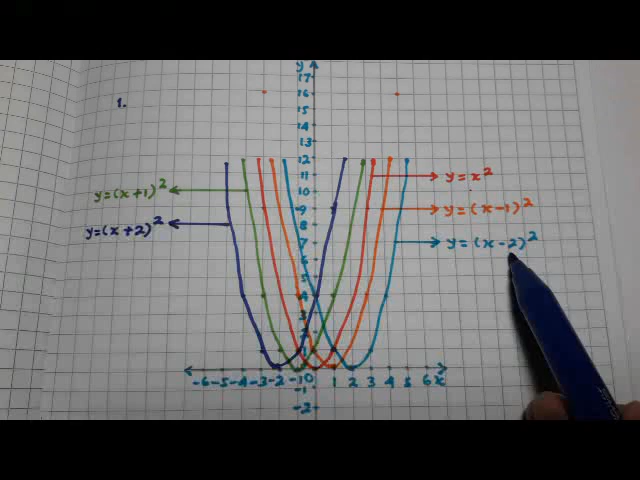 y
17
16
1.
15
14
13
12
11
y = x²
10
y=(x+1)²
9
y = (x-1)²
8
y=(x+2)²
7
y = (x-2)²
6
5
4
3
2
1
-6 -5 -4 -3 -2 -1 0 1 2 3 4 5 6 x
-1
-2